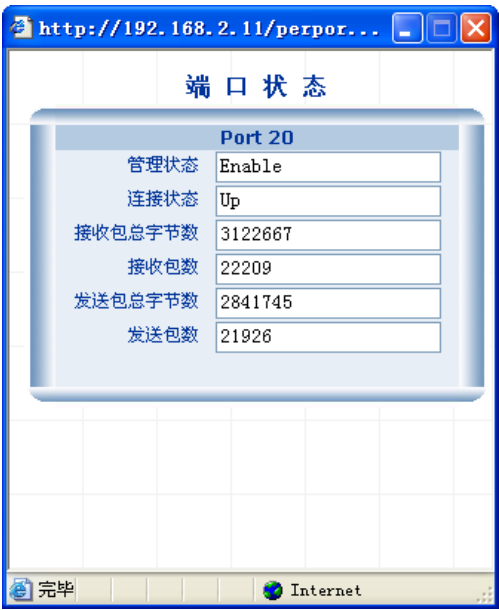 http://192.168.2.11/perpor...
端口状态
Port 20
管理状态 Enable
连接状态 Up
接收包总字节数 3122667
接收包数 22209
发送包总字节数 2841745
发送包数 21926
完毕 Internet